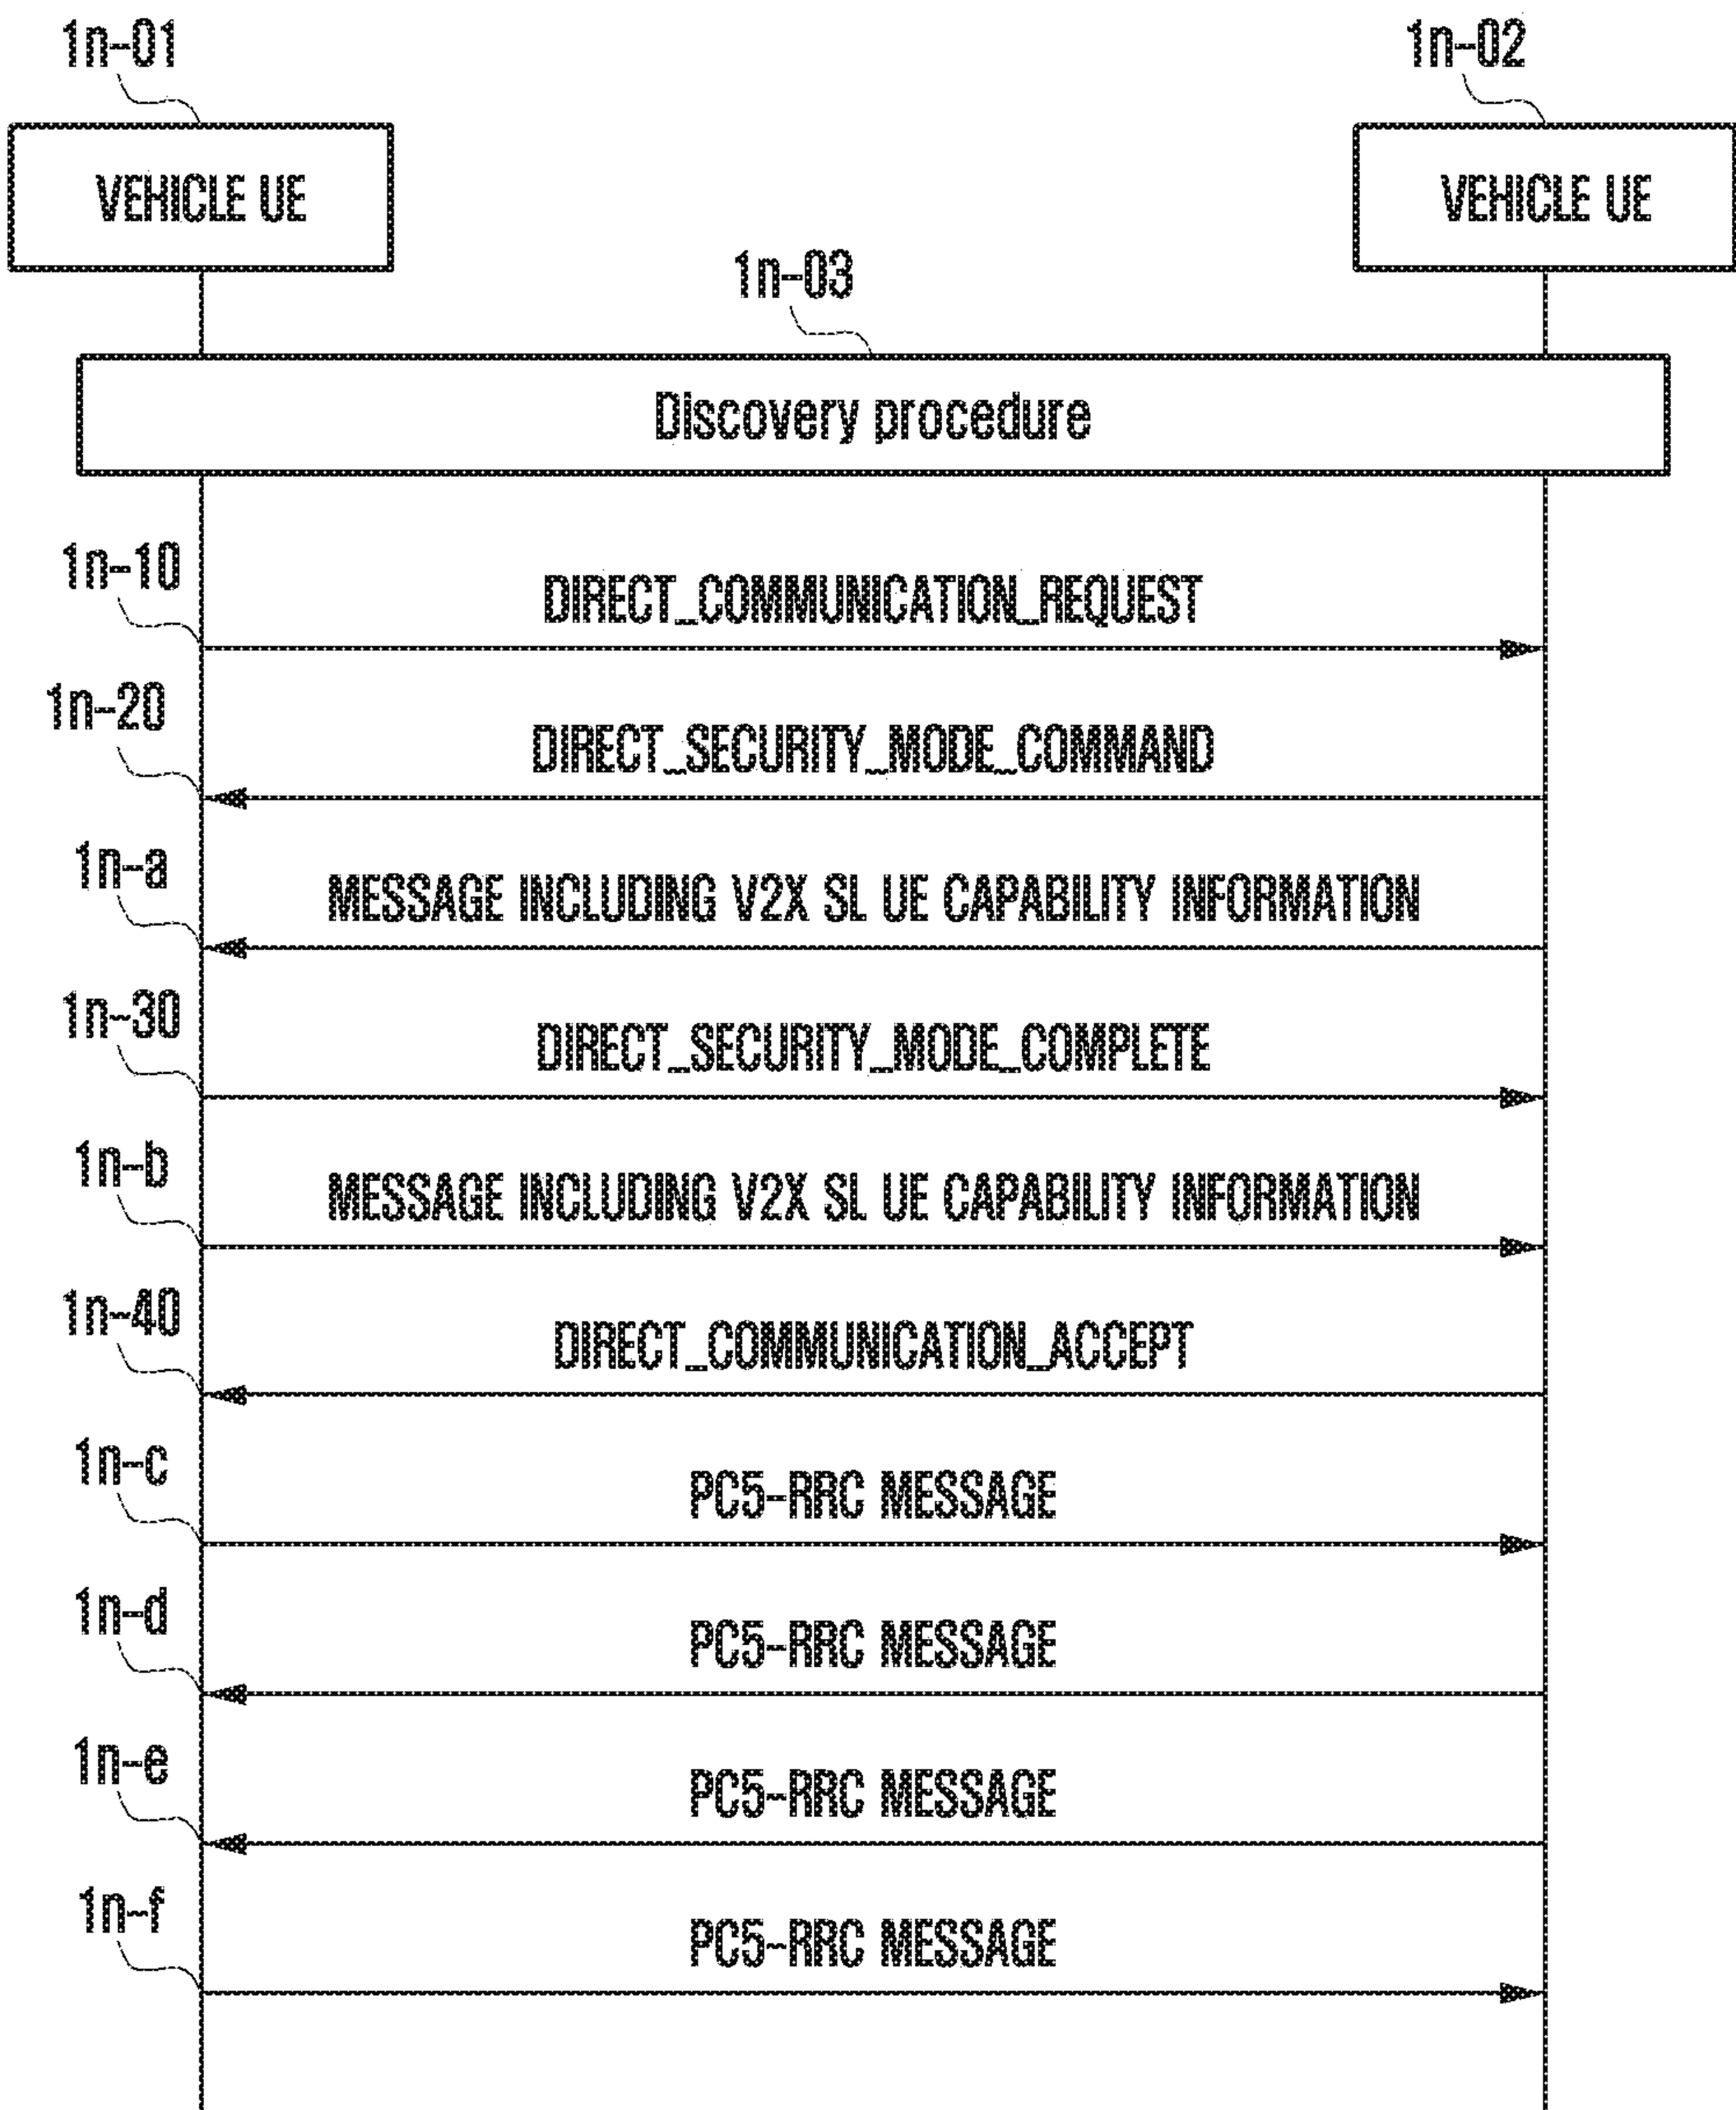 1n-01
1n-02
VEHICLE UE
VEHICLE UE
1n-03
Discovery procedure
1n-10
DIRECT_COMMUNICATION_REQUEST
1n-20
DIRECT_SECURITY_MODE_COMMAND
1n-a
MESSAGE INCLUDING V2X SL UE CAPABILITY INFORMATION
1n-30
DIRECT_SECURITY_MODE_COMPLETE
1n-b
MESSAGE INCLUDING V2X SL UE CAPABILITY INFORMATION
1n-40
DIRECT_COMMUNICATION_ACCEPT
1n-c
PC5-RRC MESSAGE
1n-d
PC5-RRC MESSAGE
1n-e
PC5-RRC MESSAGE
1n-f
PC5-RRC MESSAGE